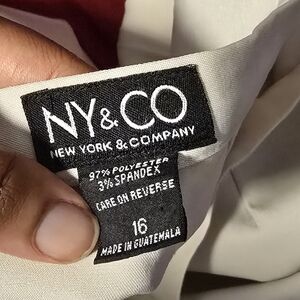 NY&CO
NEW YORK & COMPANY
97% POLYESTER
3% SPANDEX
CARE ON REVERSE
16
MADE IN GUATEMALA